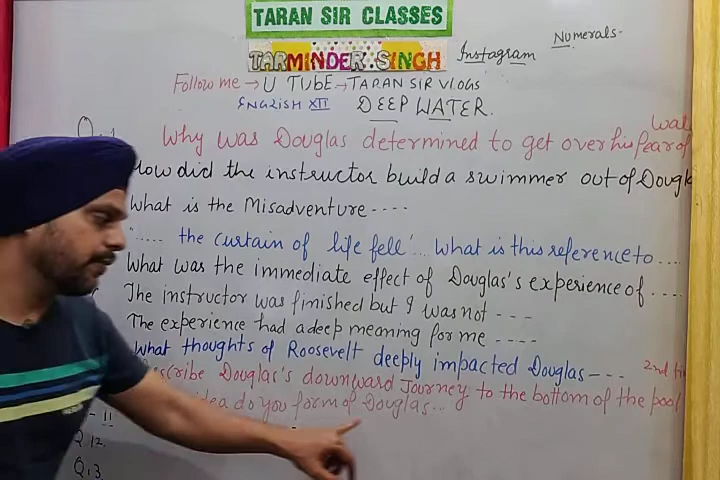 TARAN SIR CLASSES
TARMINDER SINGH Instagram Numerals-
Follow me → U TUbE → TARAN SIR VLOGS
ENGLISH XII DEEP WATER.
Q.1
Why was Douglas determined to get over his fear of
How did the instructor build a swimmer out of
What is the Misadventure ----
"..... the curtain of life fell'... What is this reference to ....
What was the immediate effect of Douglas's experience of ....
The instructor was finished but I was not - - -
The experience had a deep meaning for me ----
What thoughts of Roosevelt deeply impacted Douglas---
2nd
Describe Douglas's downward Journey to the bottom of the pool
idea do you form of Douglas...
11
Q 12.
Q.13